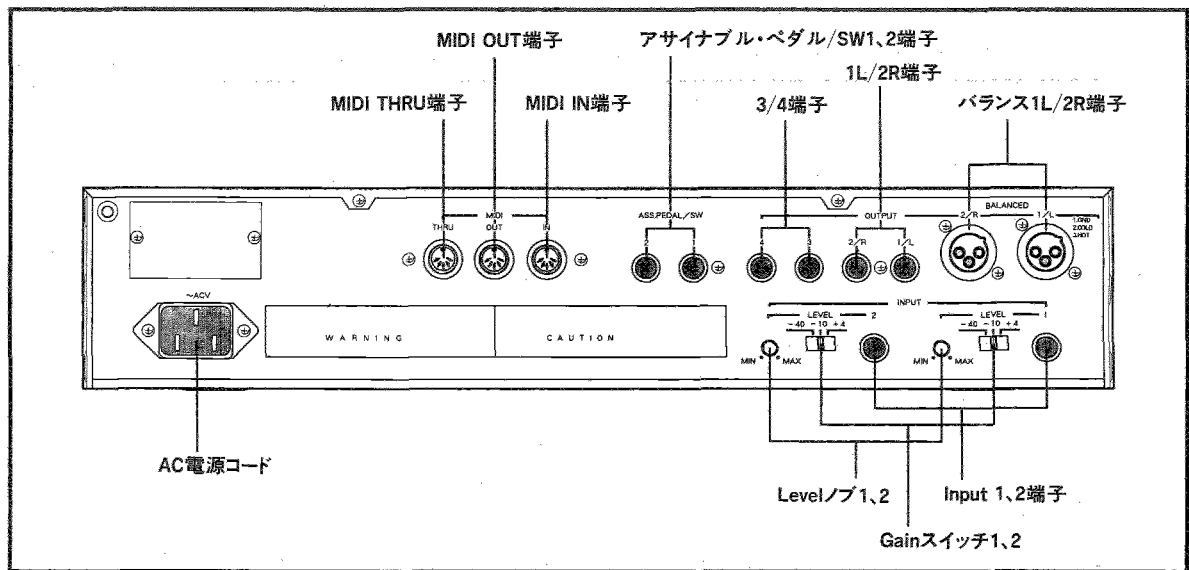 MIDI OUT端子
アサイナブル・ペダル/SW1、2端子
1L/2R端子
MIDI THRU端子
MIDI IN端子
3/4端子
バランス1L/2R端子
MIDI
THRU
OUT
IN
ASS.PEDAL/SW
2
1
OUTPUT
4
3
2/R
1/L
BALANCED
2/R
1/L
1.GND
2.COLD
3.HOT
~ACV
WARNING
CAUTION
INPUT
LEVEL
2
-40 -10 +4
MIN
MAX
LEVEL
1
-40 -10 +4
MIN
MAX
AC電源コード
Levelノブ1、2
Input 1、2端子
Gainスイッチ1、2